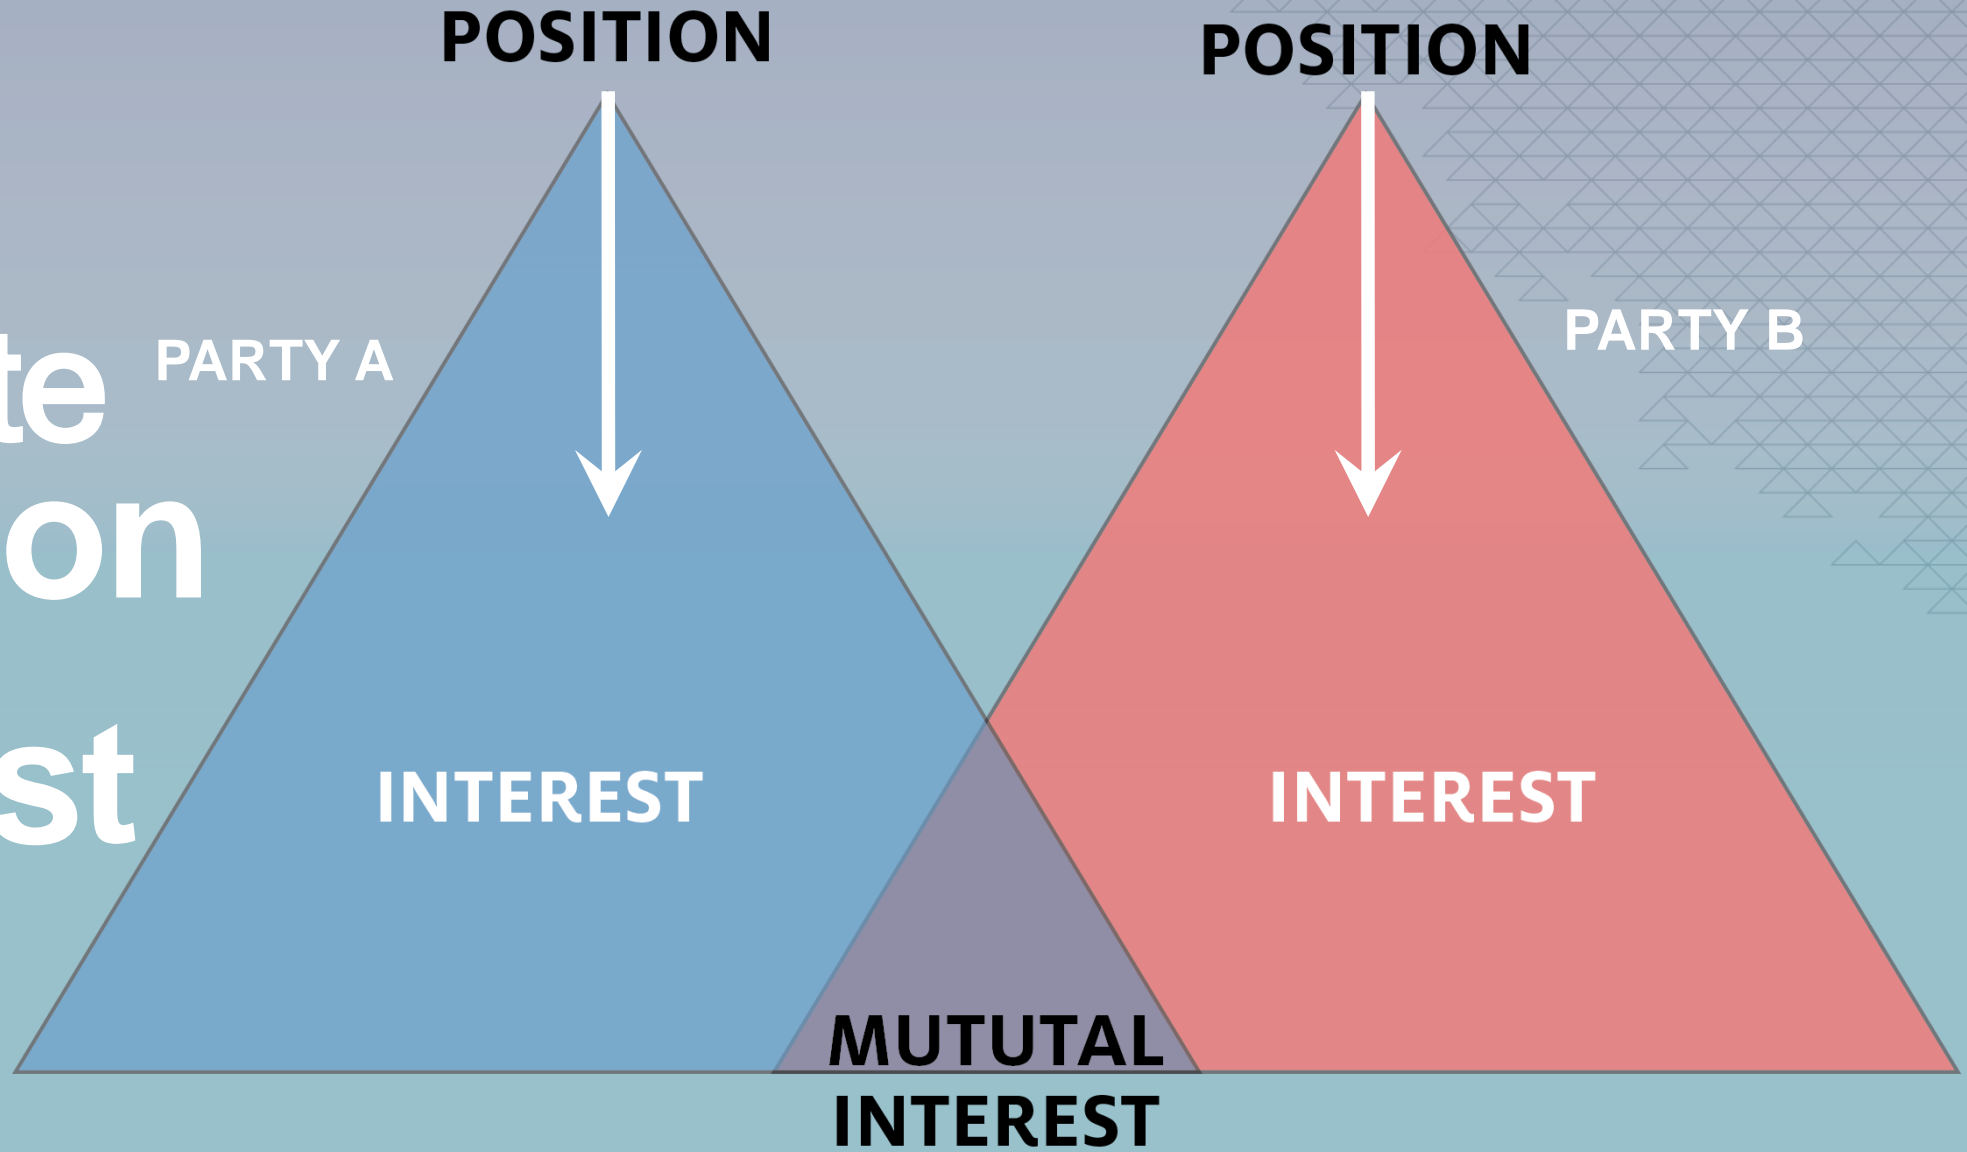 POSITION
POSITION
te
PARTY A
PARTY B
on
st
INTEREST
INTEREST
MUTUTAL
INTEREST